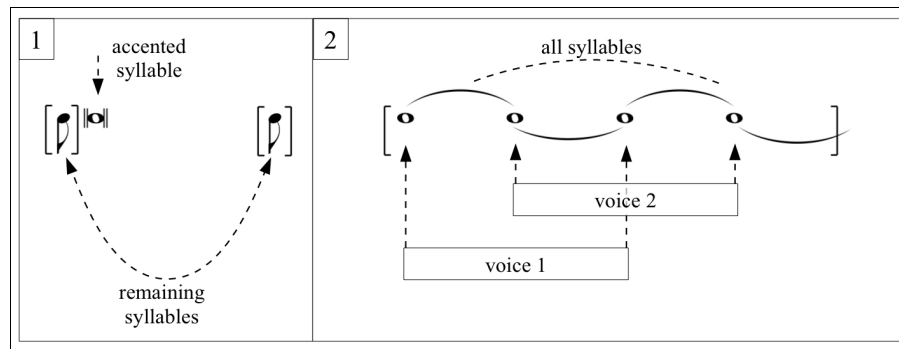 1
accented
syllable
remaining
syllables
2
all syllables
voice 2
voice 1